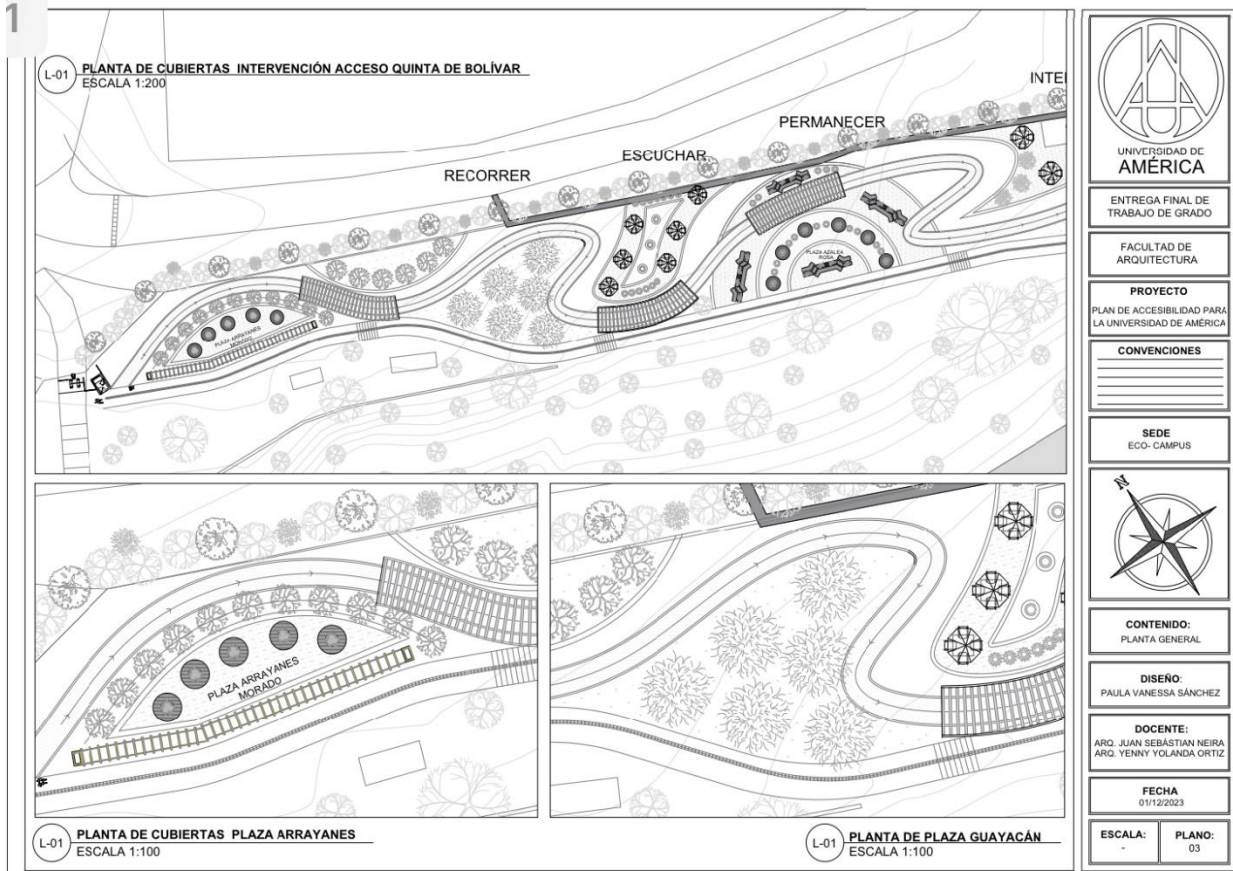 1
L-01
PLANTA DE CUBIERTAS INTERVENCIÓN ACCESO QUINTA DE BOLÍVAR
ESCALA 1:200
RECORRER
ESCUCHAR
PERMANECER
INTE
PLAZA ARRAYANES
MORADO
PLAZA AZALEA
ROSA
PLAZA ARRAYANES
MORADO
L-01
PLANTA DE CUBIERTAS PLAZA ARRAYANES
ESCALA 1:100
L-01
PLANTA DE PLAZA GUAYACÁN
ESCALA 1:100
UNIVERSIDAD DE
AMÉRICA
ENTREGA FINAL DE
TRABAJO DE GRADO
FACULTAD DE
ARQUITECTURA
PROYECTO
PLAN DE ACCESIBILIDAD PARA
LA UNIVERSIDAD DE AMÉRICA
CONVENCIONES
SEDE
ECO- CAMPUS
N
CONTENIDO:
PLANTA GENERAL
DISEÑO:
PAULA VANESSA SÁNCHEZ
DOCENTE:
ARQ. JUAN SEBÁSTIAN NEIRA
ARQ. YENNY YOLANDA ORTIZ
FECHA
01/12/2023
ESCALA:
-
PLANO:
03